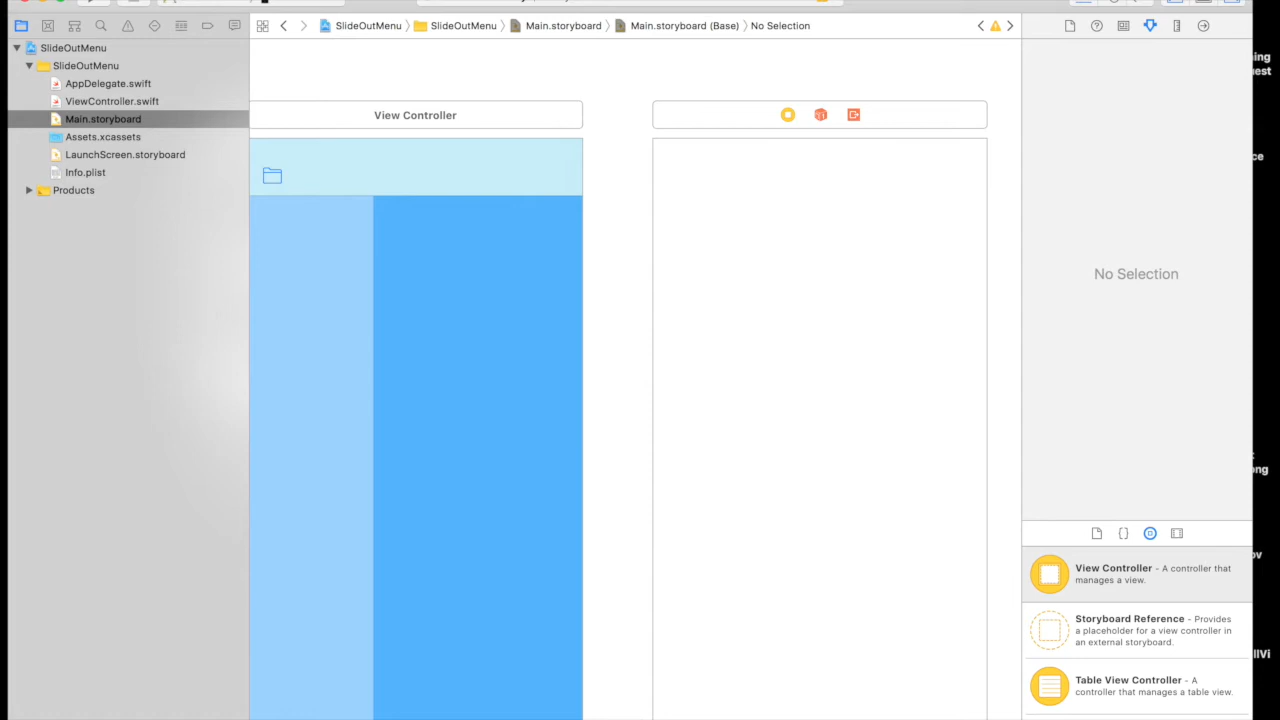 SlideOutMenu
SlideOutMenu
Main.storyboard
Main.storyboard (Base)
No Selection
SlideOutMenu
SlideOutMenu
AppDelegate.swift
ViewController.swift
Main.storyboard
Assets.xcassets
LaunchScreen.storyboard
Info.plist
Products
View Controller
No Selection
View Controller - A controller that
manages a view.
Storyboard Reference - Provides
a placeholder for a view controller in
an external storyboard.
Table View Controller - A
controller that manages a table view.